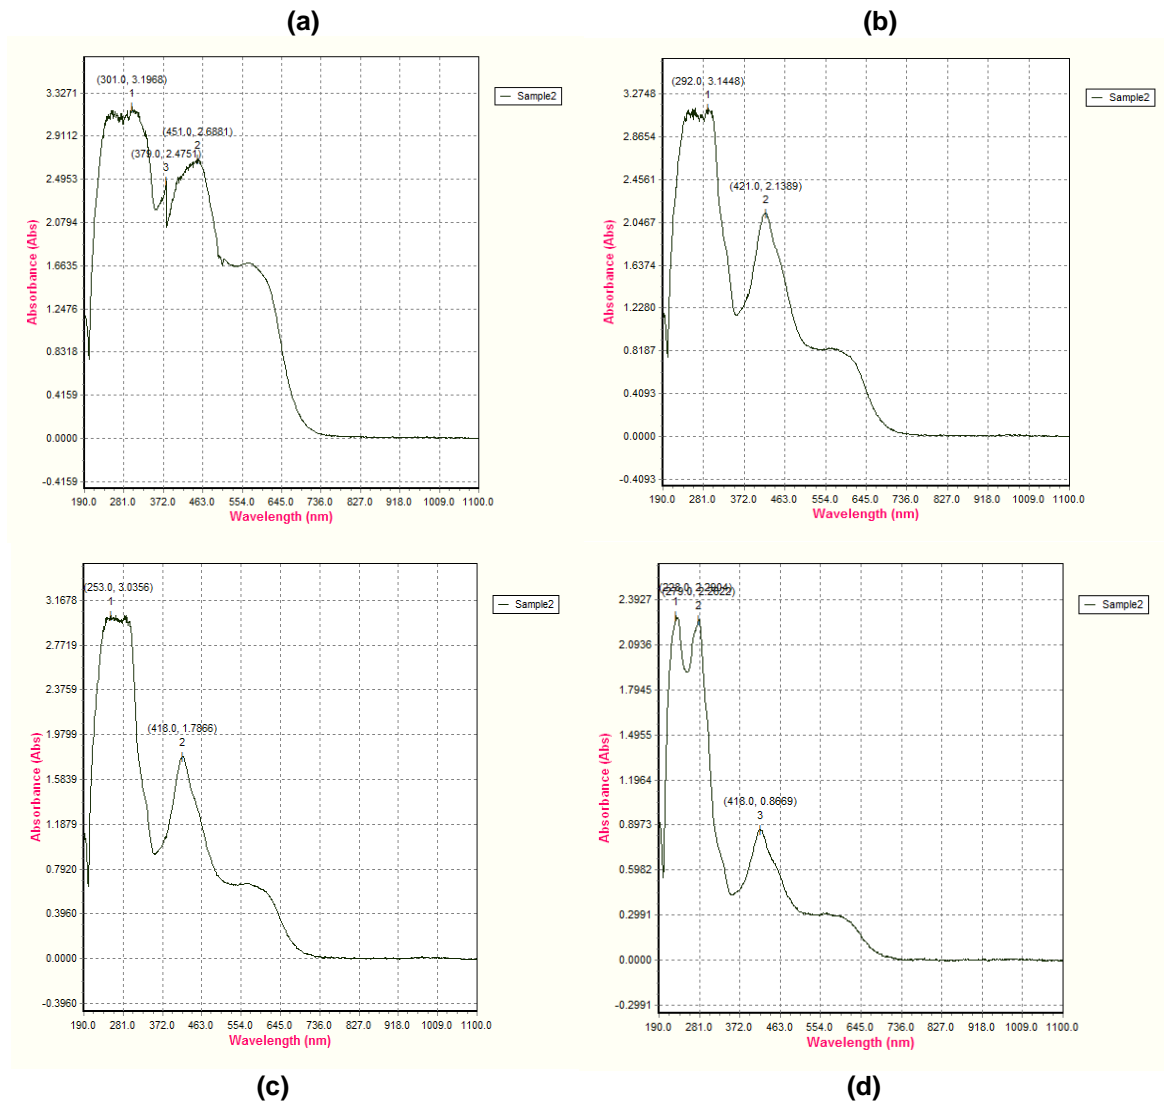 (a)
(b)
(301.0, 3.1968)
1
(451.0, 2.6881)
2
(379.0, 2.4751)
3
Sample2
3.3271
2.9112
2.4953
2.0794
1.6635
1.2476
0.8318
0.4159
0.0000
-0.4159
Absorbance (Abs)
190.0 281.0 372.0 463.0 554.0 645.0 736.0 827.0 918.0 1009.0 1100.0
Wavelength (nm)
(292.0, 3.1448)
1
(421.0, 2.1389)
2
Sample2
3.2748
2.8654
2.4561
2.0467
1.6374
1.2280
0.8187
0.4093
0.0000
-0.4093
Absorbance (Abs)
190.0 281.0 372.0 463.0 554.0 645.0 736.0 827.0 918.0 1009.0 1100.0
Wavelength (nm)
(253.0, 3.0356)
1
(418.0, 1.7866)
2
Sample2
3.1678
2.7719
2.3759
1.9799
1.5839
1.1879
0.7920
0.3960
0.0000
-0.3960
Absorbance (Abs)
190.0 281.0 372.0 463.0 554.0 645.0 736.0 827.0 918.0 1009.0 1100.0
Wavelength (nm)
1
2
(418.0, 0.8669)
3
Sample2
2.3927
2.0936
1.7945
1.4955
1.1964
0.8973
0.5982
0.2991
0.0000
-0.2991
Absorbance (Abs)
190.0 281.0 372.0 463.0 554.0 645.0 736.0 827.0 918.0 1009.0 1100.0
Wavelength (nm)
(c)
(d)